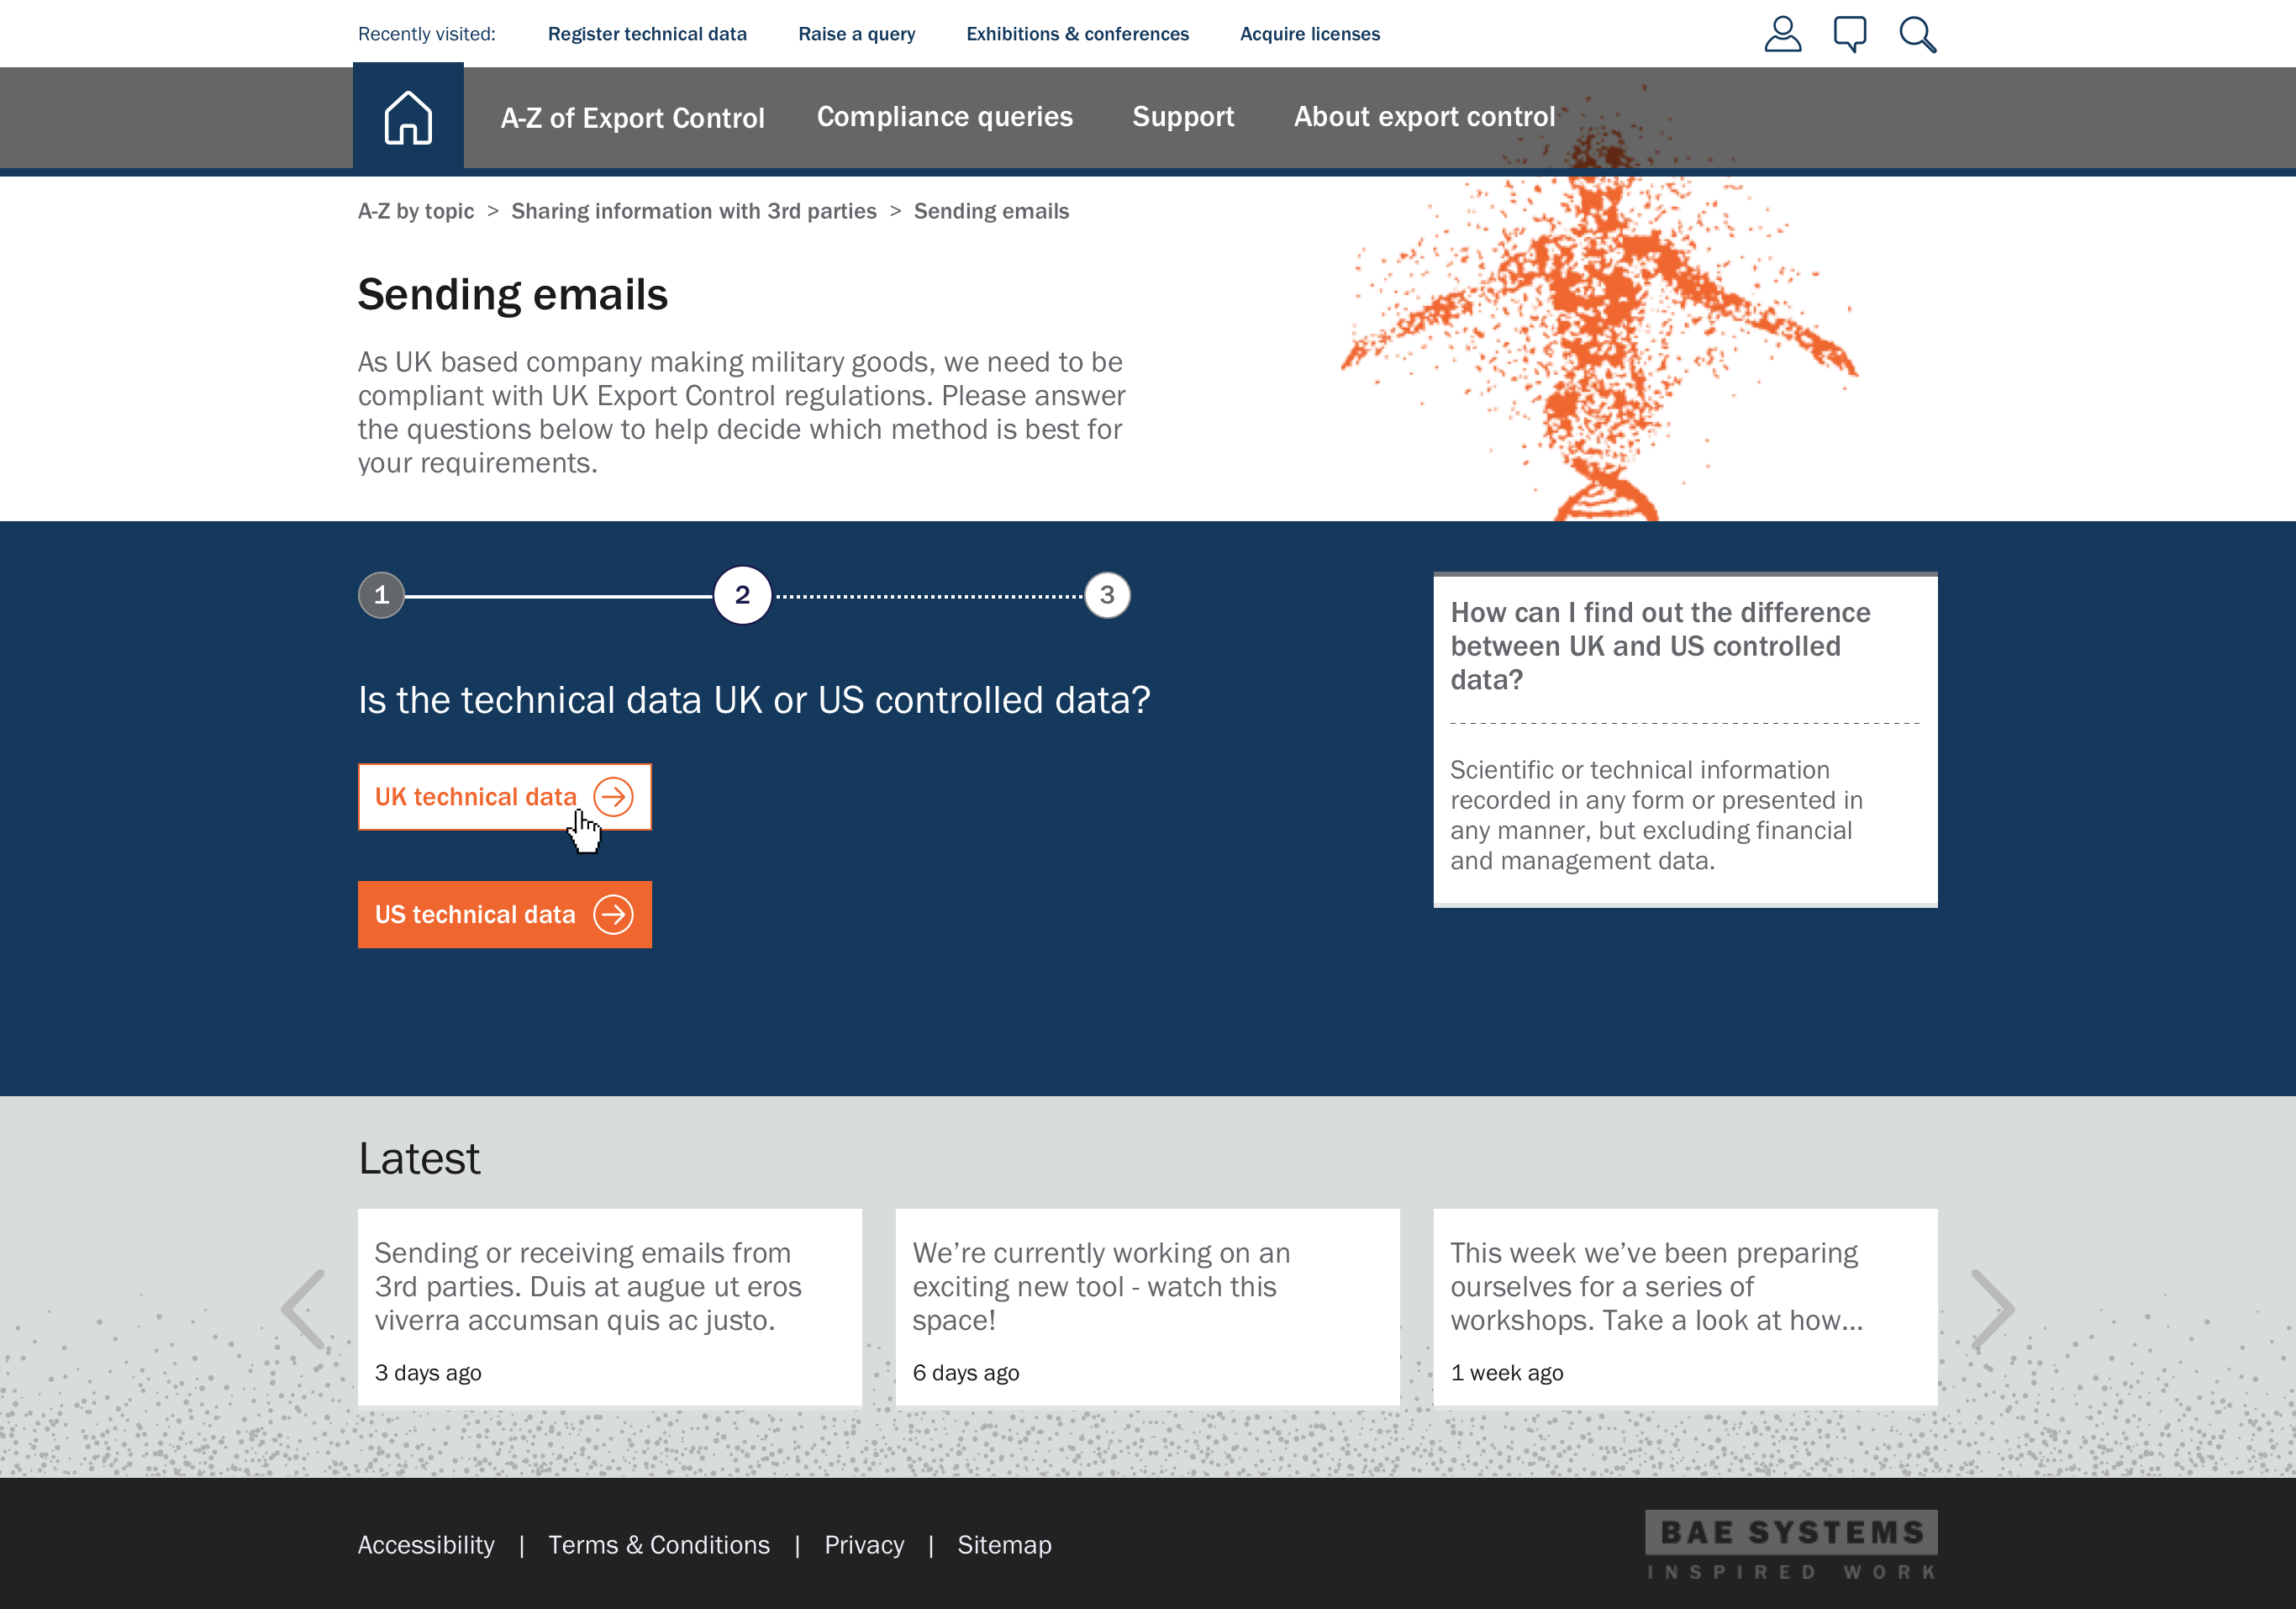 Recently visited: Register technical data Raise a query Exhibitions & conferences Acquire licenses
A-Z of Export Control Compliance queries Support About export control
A-Z by topic > Sharing information with 3rd parties > Sending emails
Sending emails
As UK based company making military goods, we need to be
compliant with UK Export Control regulations. Please answer
the questions below to help decide which method is best for
your requirements.
1 2 3
Is the technical data UK or US controlled data?
UK technical data
US technical data
How can I find out the difference
between UK and US controlled
data?
Scientific or technical information
recorded in any form or presented in
any manner, but excluding financial
and management data.
Latest
Sending or receiving emails from
3rd parties. Duis at augue ut eros
viverra accumsan quis ac justo.
3 days ago
We’re currently working on an
exciting new tool - watch this
space!
6 days ago
This week we’ve been preparing
ourselves for a series of
workshops. Take a look at how...
1 week ago
Accessibility | Terms & Conditions | Privacy | Sitemap
BAE SYSTEMS
INSPIRED WORK